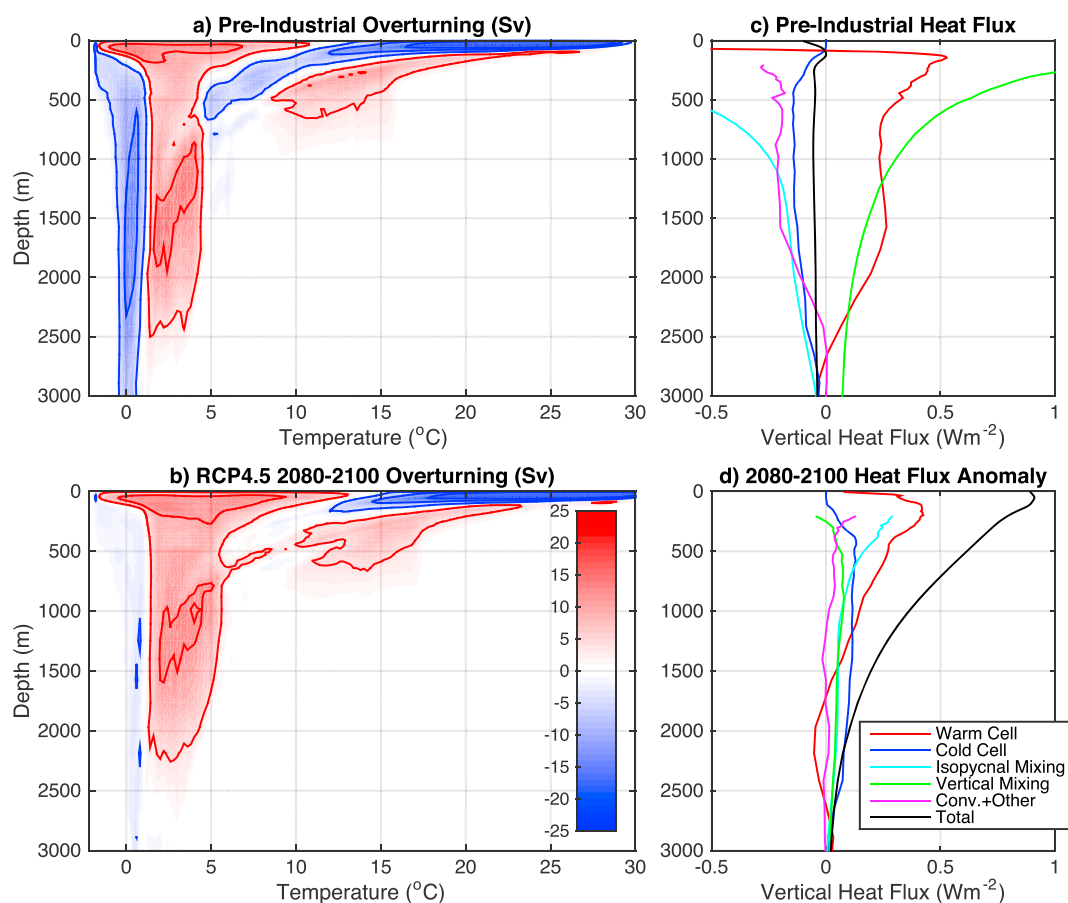 a) Pre-Industrial Overturning (Sv)
0
500
1000
1500
2000
2500
3000
Depth (m)
0 5 10 15 20 25 30
Temperature (°C)
c) Pre-Industrial Heat Flux
0
500
1000
1500
2000
2500
3000
-0.5 0 0.5 1
Vertical Heat Flux (Wm-2)
b) RCP4.5 2080-2100 Overturning (Sv)
0
500
1000
1500
2000
2500
3000
Depth (m)
25
20
15
10
5
0
-5
-10
-15
-20
-25
0 5 10 15 20 25 30
Temperature (°C)
d) 2080-2100 Heat Flux Anomaly
0
500
1000
1500
2000
2500
3000
Warm Cell
Cold Cell
Isopycnal Mixing
Vertical Mixing
Conv.+Other
Total
-0.5 0 0.5 1
Vertical Heat Flux (Wm-2)